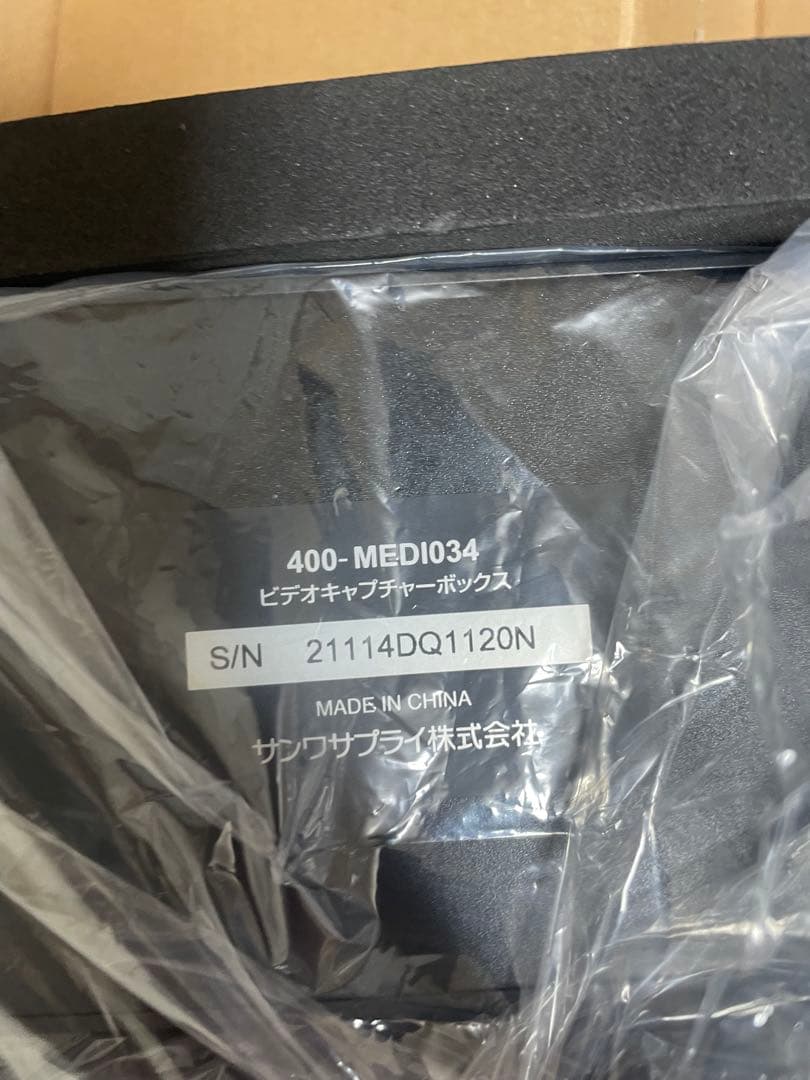 400-MEDI034
ビデオキャプチャーボックス
S/N 21114DQ1120N
MADE IN CHINA
サンワサプライ株式会社